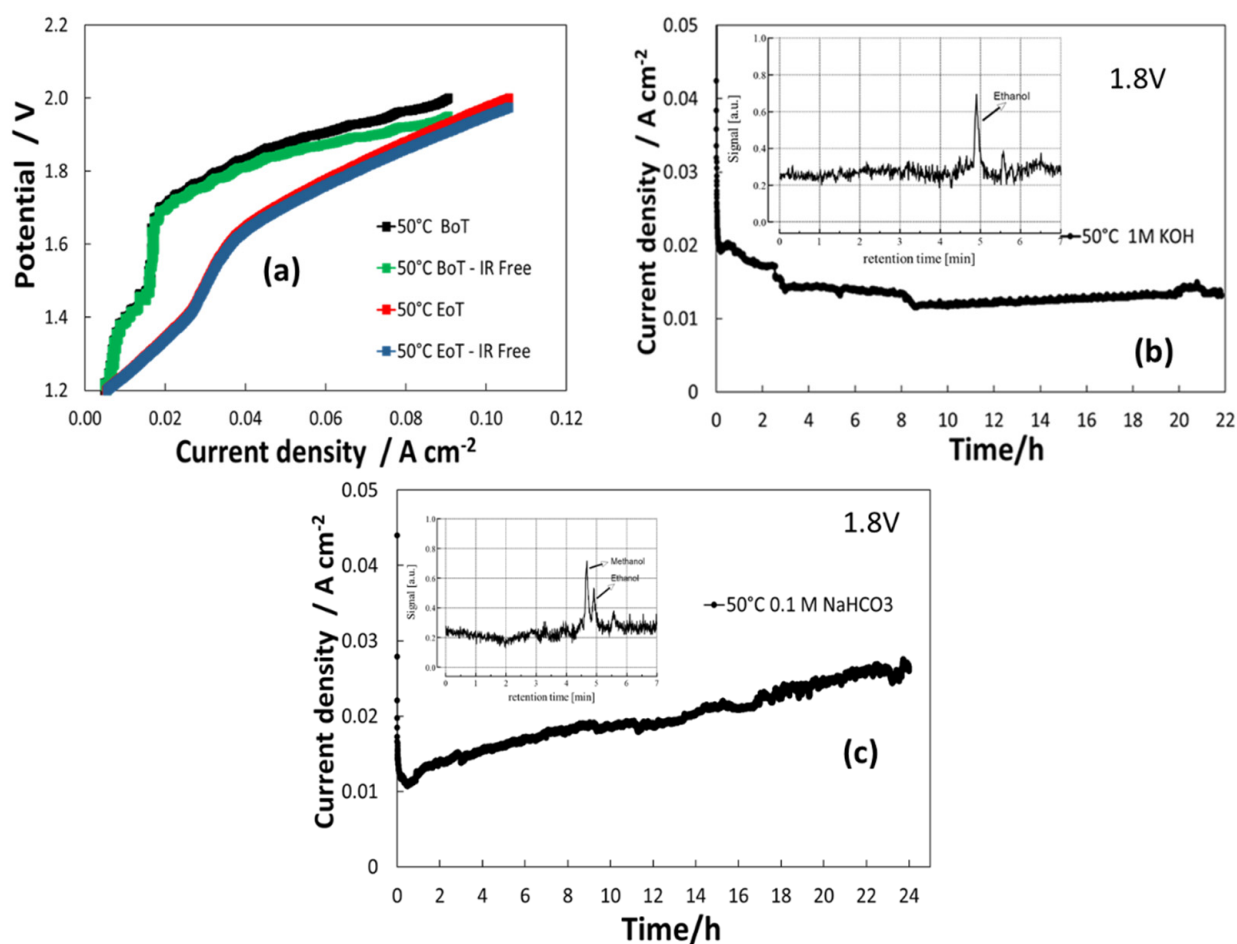 2.2
2.0
1.8
1.6
1.4
1.2
Potential / V
0.00 0.02 0.04 0.06 0.08 0.10 0.12
Current density / A cm-2
50°C BoT
50°C BoT - IR Free
50°C EoT
50°C EoT - IR Free
(a)
0.05
0.04
0.03
0.02
0.01
0
Current density / A cm-2
0 2 4 6 8 10 12 14 16 18 20 22
Time/h
1.8V
50°C 1M KOH
(b)
1.0
0.8
0.6
0.4
0.2
0.0
Signal [a.u.]
0 1 2 3 4 5 6 7
retention time [min]
Ethanol
0.05
0.04
0.03
0.02
0.01
0
Current density / A cm-2
0 2 4 6 8 10 12 14 16 18 20 22 24
Time/h
1.8V
50°C 0.1 M NaHCO3
(c)
1.0
0.8
0.6
0.4
0.2
0.0
Signal [a.u.]
0 1 2 3 4 5 6 7
retention time [min]
Methanol
Ethanol